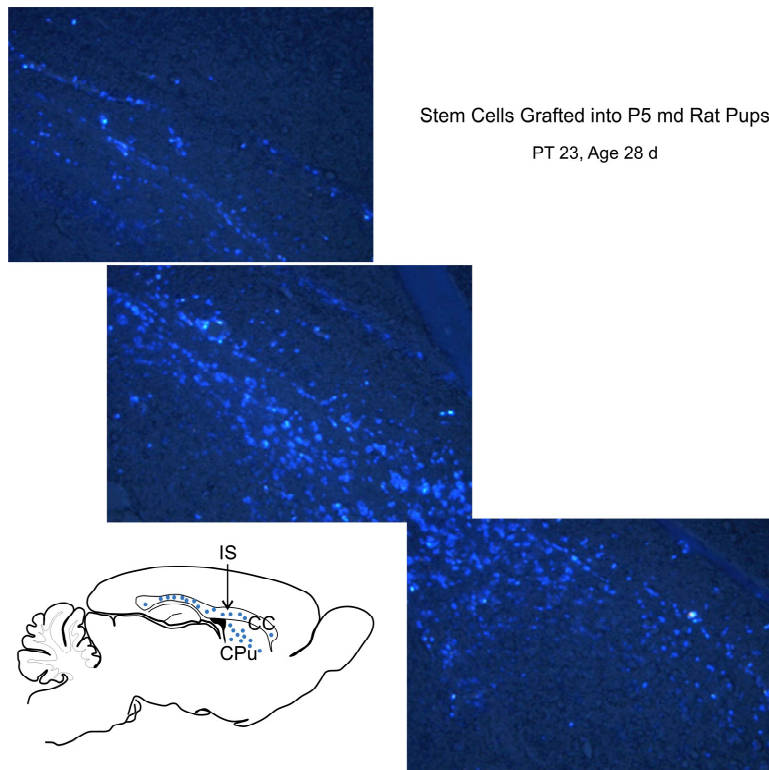 Stem Cells Grafted into P5 md Rat Pups
PT 23, Age 28 d
IS
CC
CPu